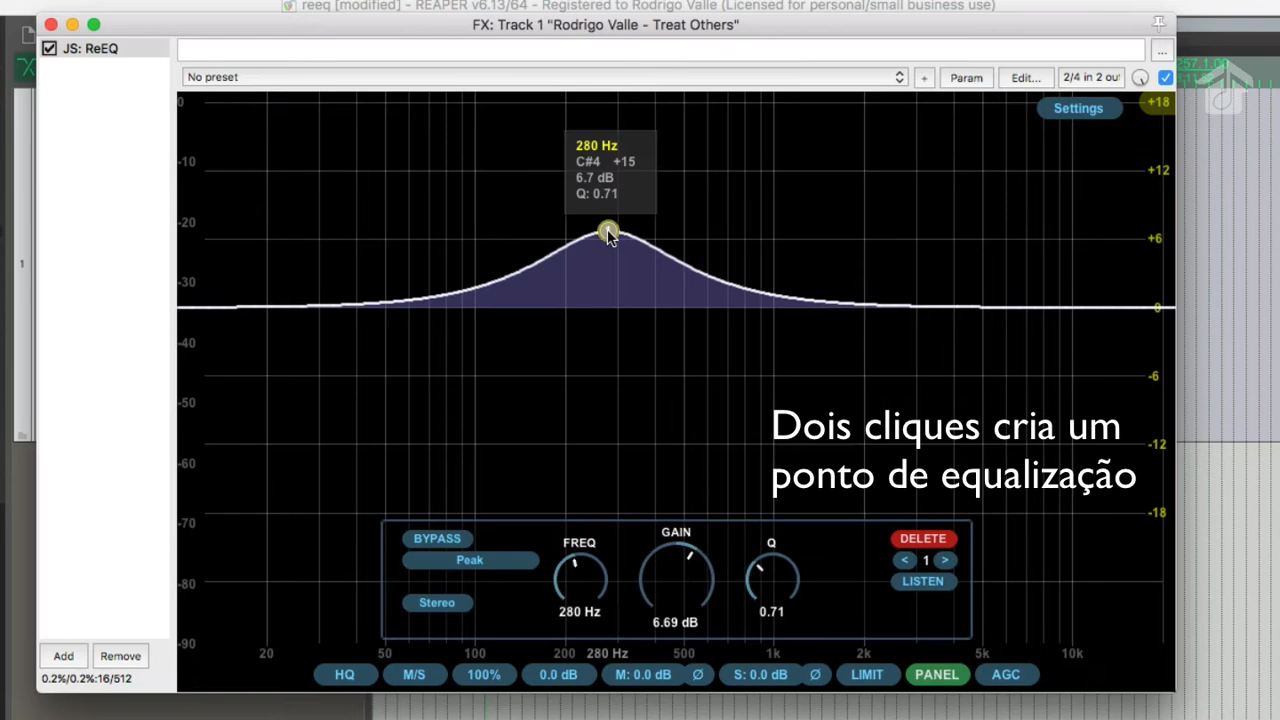 reeq [modified] - REAPER v6.13/64 - Registered to Rodrigo Valle (Licensed for personal/small business use)
FX: Track 1 "Rodrigo Valle - Treat Others"
JS: ReEQ
...
No preset
+
Param
Edit...
2/4 in 2 ou
257.1.00
0
Settings
+18
280 Hz
C#4 +15
6.7 dB
Q: 0.71
-10
+12
-20
+6
1
-30
0
-40
-6
-50
Dois cliques cria um
ponto de equalização
-12
-60
-18
-70
BYPASS
FREQ
GAIN
Q
DELETE
Peak
< 1 >
LISTEN
-80
Stereo
280 Hz
6.69 dB
0.71
-90
20 50 100 200 280 Hz 500 1k 2k 5k 10k
Add
Remove
0.2%/0.2%:16/512
HQ
M/S
100%
0.0 dB
M: 0.0 dB Ø
S: 0.0 dB Ø
LIMIT
PANEL
AGC